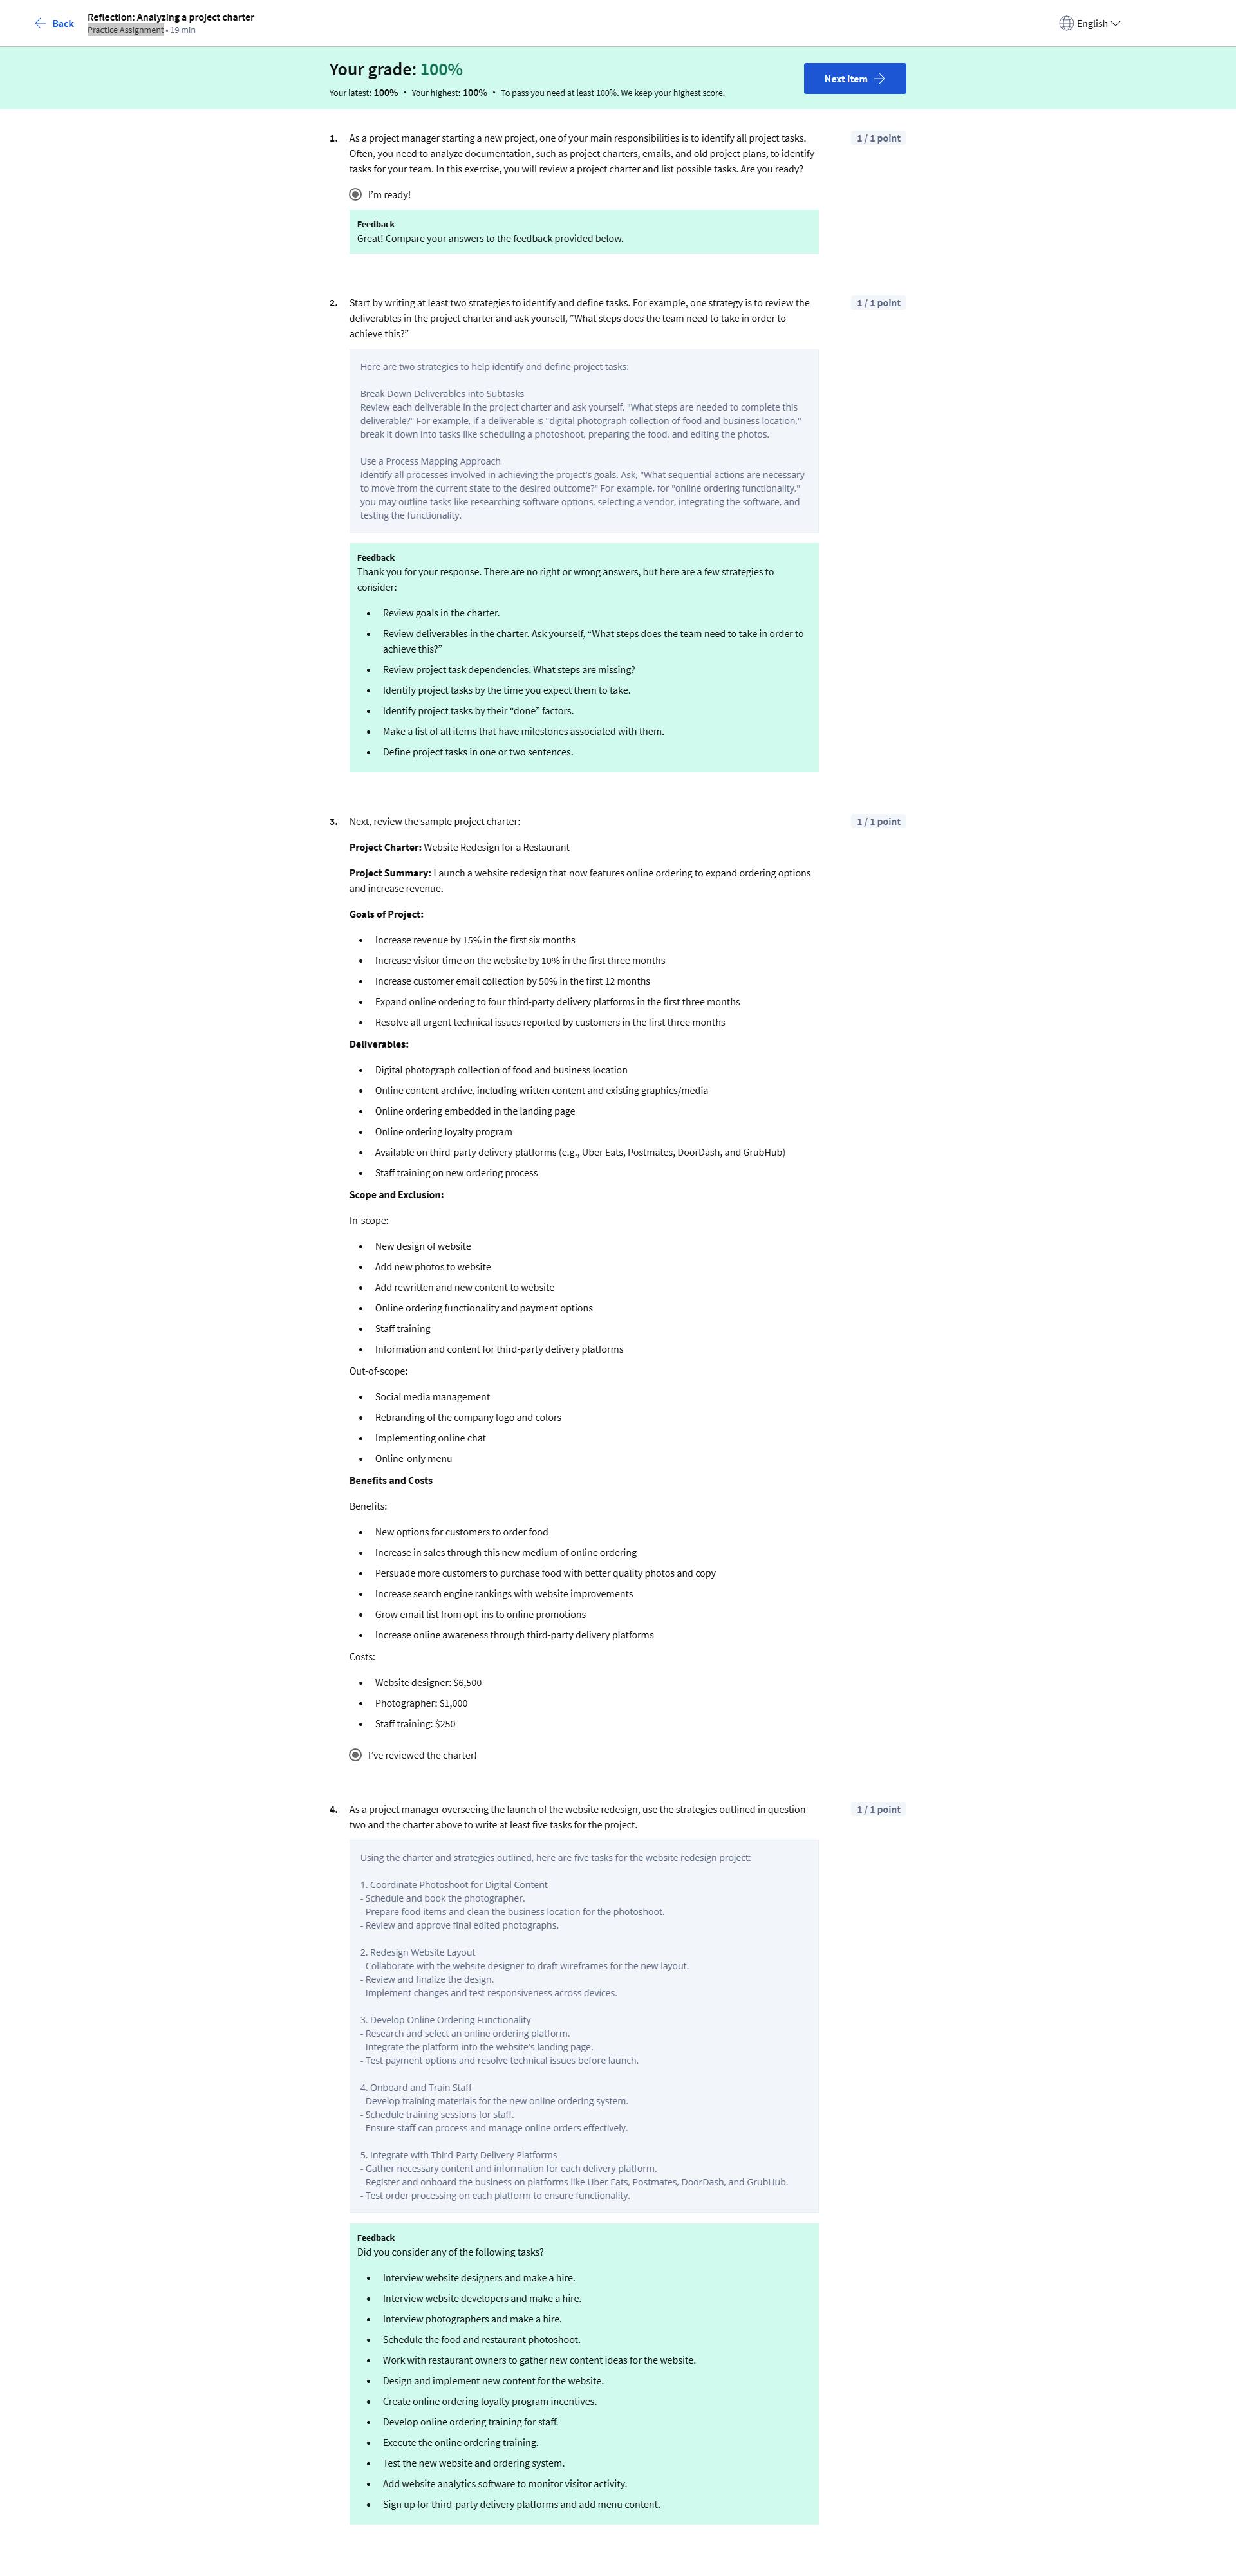 Back
Reflection: Analyzing a project charter
Practice Assignment • 19 min
English
Your grade: 100%
Your latest: 100% • Your highest: 100% • To pass you need at least 100%. We keep your highest score.
Next item
1. As a project manager starting a new project, one of your main responsibilities is to identify all project tasks.
Often, you need to analyze documentation, such as project charters, emails, and old project plans, to identify
tasks for your team. In this exercise, you will review a project charter and list possible tasks. Are you ready?
1 / 1 point
I'm ready!
Feedback
Great! Compare your answers to the feedback provided below.
2. Start by writing at least two strategies to identify and define tasks. For example, one strategy is to review the
deliverables in the project charter and ask yourself, “What steps does the team need to take in order to
achieve this?”
1 / 1 point
Here are two strategies to help identify and define project tasks:
Break Down Deliverables into Subtasks
Review each deliverable in the project charter and ask yourself, "What steps are needed to complete this
deliverable?" For example, if a deliverable is "digital photograph collection of food and business location,"
break it down into tasks like scheduling a photoshoot, preparing the food, and editing the photos.
Use a Process Mapping Approach
Identify all processes involved in achieving the project's goals. Ask, "What sequential actions are necessary
to move from the current state to the desired outcome?" For example, for "online ordering functionality,"
you may outline tasks like researching software options, selecting a vendor, integrating the software, and
testing the functionality.
Feedback
Thank you for your response. There are no right or wrong answers, but here are a few strategies to
consider:
• Review goals in the charter.
• Review deliverables in the charter. Ask yourself, “What steps does the team need to take in order to
achieve this?”
• Review project task dependencies. What steps are missing?
• Identify project tasks by the time you expect them to take.
• Identify project tasks by their “done” factors.
• Make a list of all items that have milestones associated with them.
• Define project tasks in one or two sentences.
3. Next, review the sample project charter:
1 / 1 point
Project Charter: Website Redesign for a Restaurant
Project Summary: Launch a website redesign that now features online ordering to expand ordering options
and increase revenue.
Goals of Project:
• Increase revenue by 15% in the first six months
• Increase visitor time on the website by 10% in the first three months
• Increase customer email collection by 50% in the first 12 months
• Expand online ordering to four third-party delivery platforms in the first three months
• Resolve all urgent technical issues reported by customers in the first three months
Deliverables:
• Digital photograph collection of food and business location
• Online content archive, including written content and existing graphics/media
• Online ordering embedded in the landing page
• Online ordering loyalty program
• Available on third-party delivery platforms (e.g., Uber Eats, Postmates, DoorDash, and GrubHub)
• Staff training on new ordering process
Scope and Exclusion:
In-scope:
• New design of website
• Add new photos to website
• Add rewritten and new content to website
• Online ordering functionality and payment options
• Staff training
• Information and content for third-party delivery platforms
Out-of-scope:
• Social media management
• Rebranding of the company logo and colors
• Implementing online chat
• Online-only menu
Benefits and Costs
Benefits:
• New options for customers to order food
• Increase in sales through this new medium of online ordering
• Persuade more customers to purchase food with better quality photos and copy
• Increase search engine rankings with website improvements
• Grow email list from opt-ins to online promotions
• Increase online awareness through third-party delivery platforms
Costs:
• Website designer: $6,500
• Photographer: $1,000
• Staff training: $250
I've reviewed the charter!
4. As a project manager overseeing the launch of the website redesign, use the strategies outlined in question
two and the charter above to write at least five tasks for the project.
1 / 1 point
Using the charter and strategies outlined, here are five tasks for the website redesign project:
1. Coordinate Photoshoot for Digital Content
- Schedule and book the photographer.
- Prepare food items and clean the business location for the photoshoot.
- Review and approve final edited photographs.
2. Redesign Website Layout
- Collaborate with the website designer to draft wireframes for the new layout.
- Review and finalize the design.
- Implement changes and test responsiveness across devices.
3. Develop Online Ordering Functionality
- Research and select an online ordering platform.
- Integrate the platform into the website's landing page.
- Test payment options and resolve technical issues before launch.
4. Onboard and Train Staff
- Develop training materials for the new online ordering system.
- Schedule training sessions for staff.
- Ensure staff can process and manage online orders effectively.
5. Integrate with Third-Party Delivery Platforms
- Gather necessary content and information for each delivery platform.
- Register and onboard the business on platforms like Uber Eats, Postmates, DoorDash, and GrubHub.
- Test order processing on each platform to ensure functionality.
Feedback
Did you consider any of the following tasks?
• Interview website designers and make a hire.
• Interview website developers and make a hire.
• Interview photographers and make a hire.
• Schedule the food and restaurant photoshoot.
• Work with restaurant owners to gather new content ideas for the website.
• Design and implement new content for the website.
• Create online ordering loyalty program incentives.
• Develop online ordering training for staff.
• Execute the online ordering training.
• Test the new website and ordering system.
• Add website analytics software to monitor visitor activity.
• Sign up for third-party delivery platforms and add menu content.